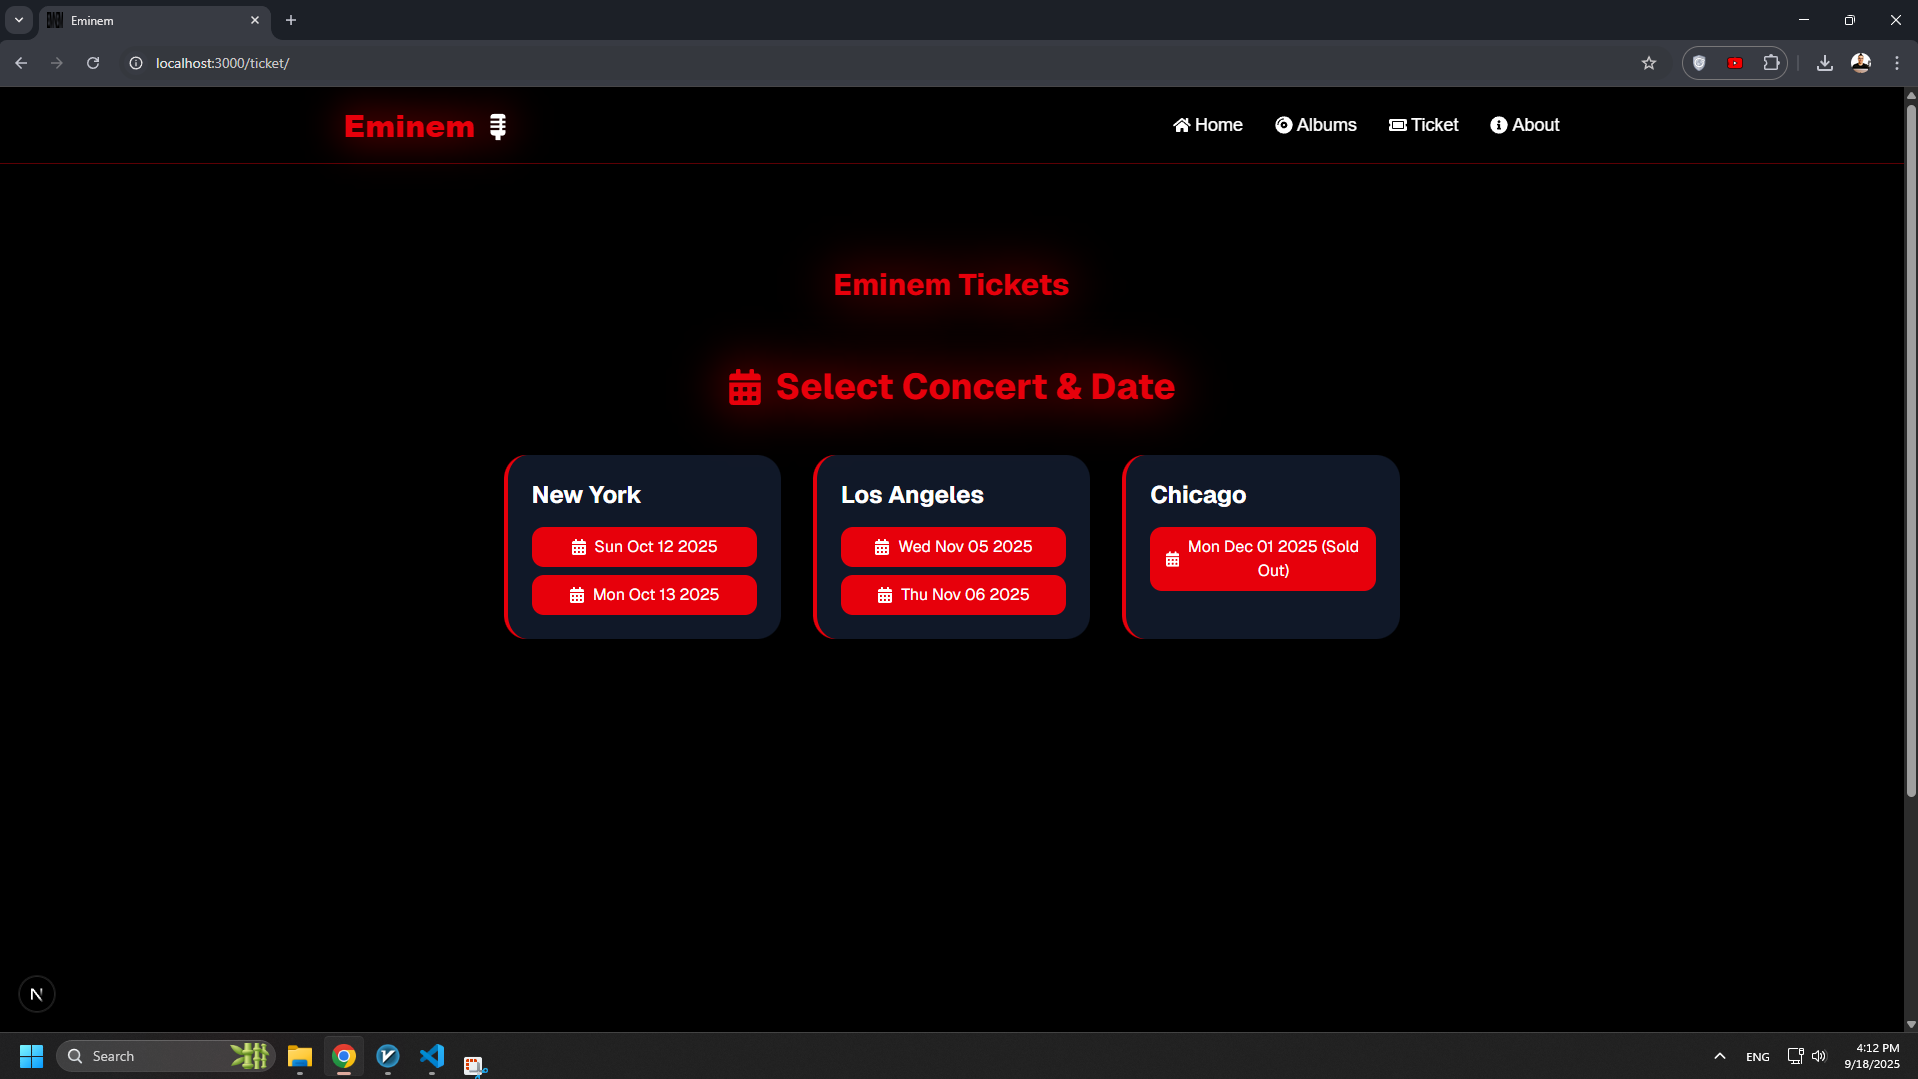 Eminem
localhost:3000/ticket/
Eminem
Home Albums Ticket About
Eminem Tickets
Select Concert & Date
New York
Sun Oct 12 2025
Mon Oct 13 2025
Los Angeles
Wed Nov 05 2025
Thu Nov 06 2025
Chicago
Mon Dec 01 2025 (Sold
Out)
N
Search
ENG
4:12 PM
9/18/2025